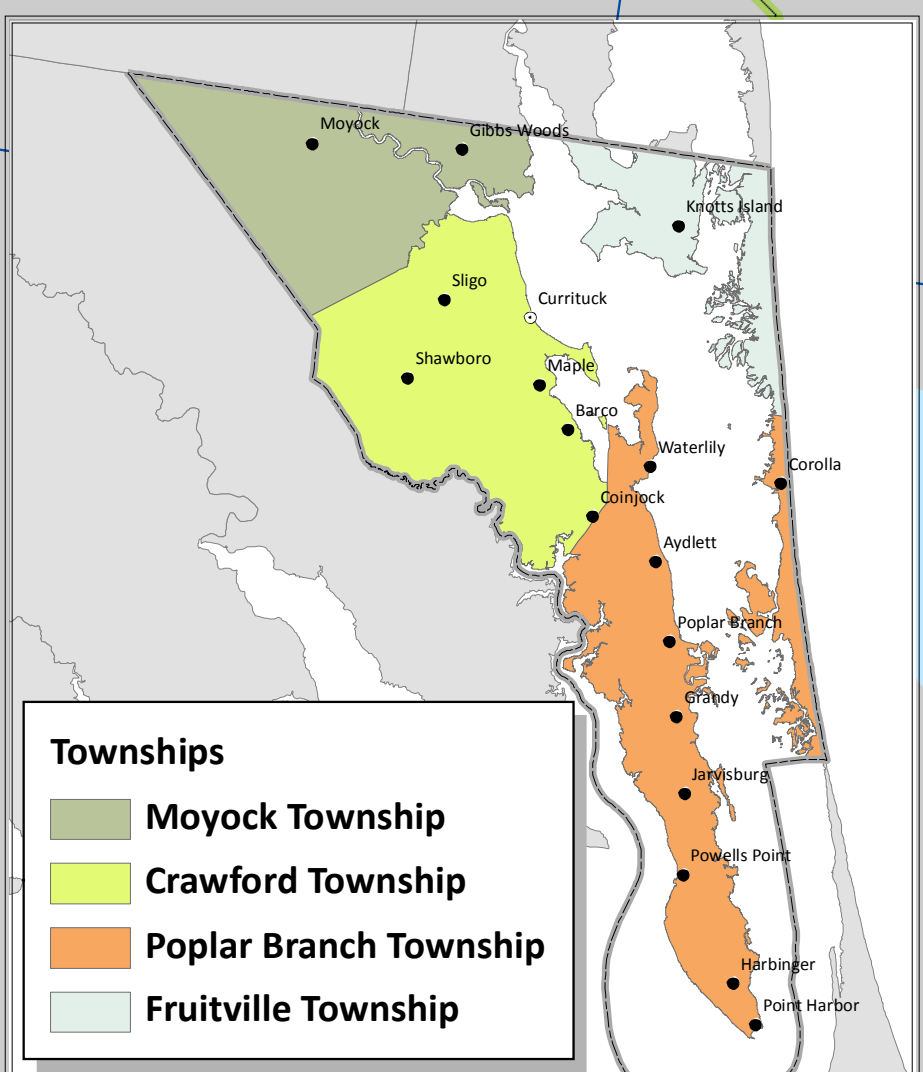 Moyock
Gibbs Woods
Knotts Island
Sligo
Currituck
Shawboro
Maple
Barco
Waterlily
Corolla
Coinjock
Aydlett
Poplar Branch
Grandy
Jarvisburg
Powells Point
Harbinger
Point Harbor
Townships
Moyock Township
Crawford Township
Poplar Branch Township
Fruitville Township